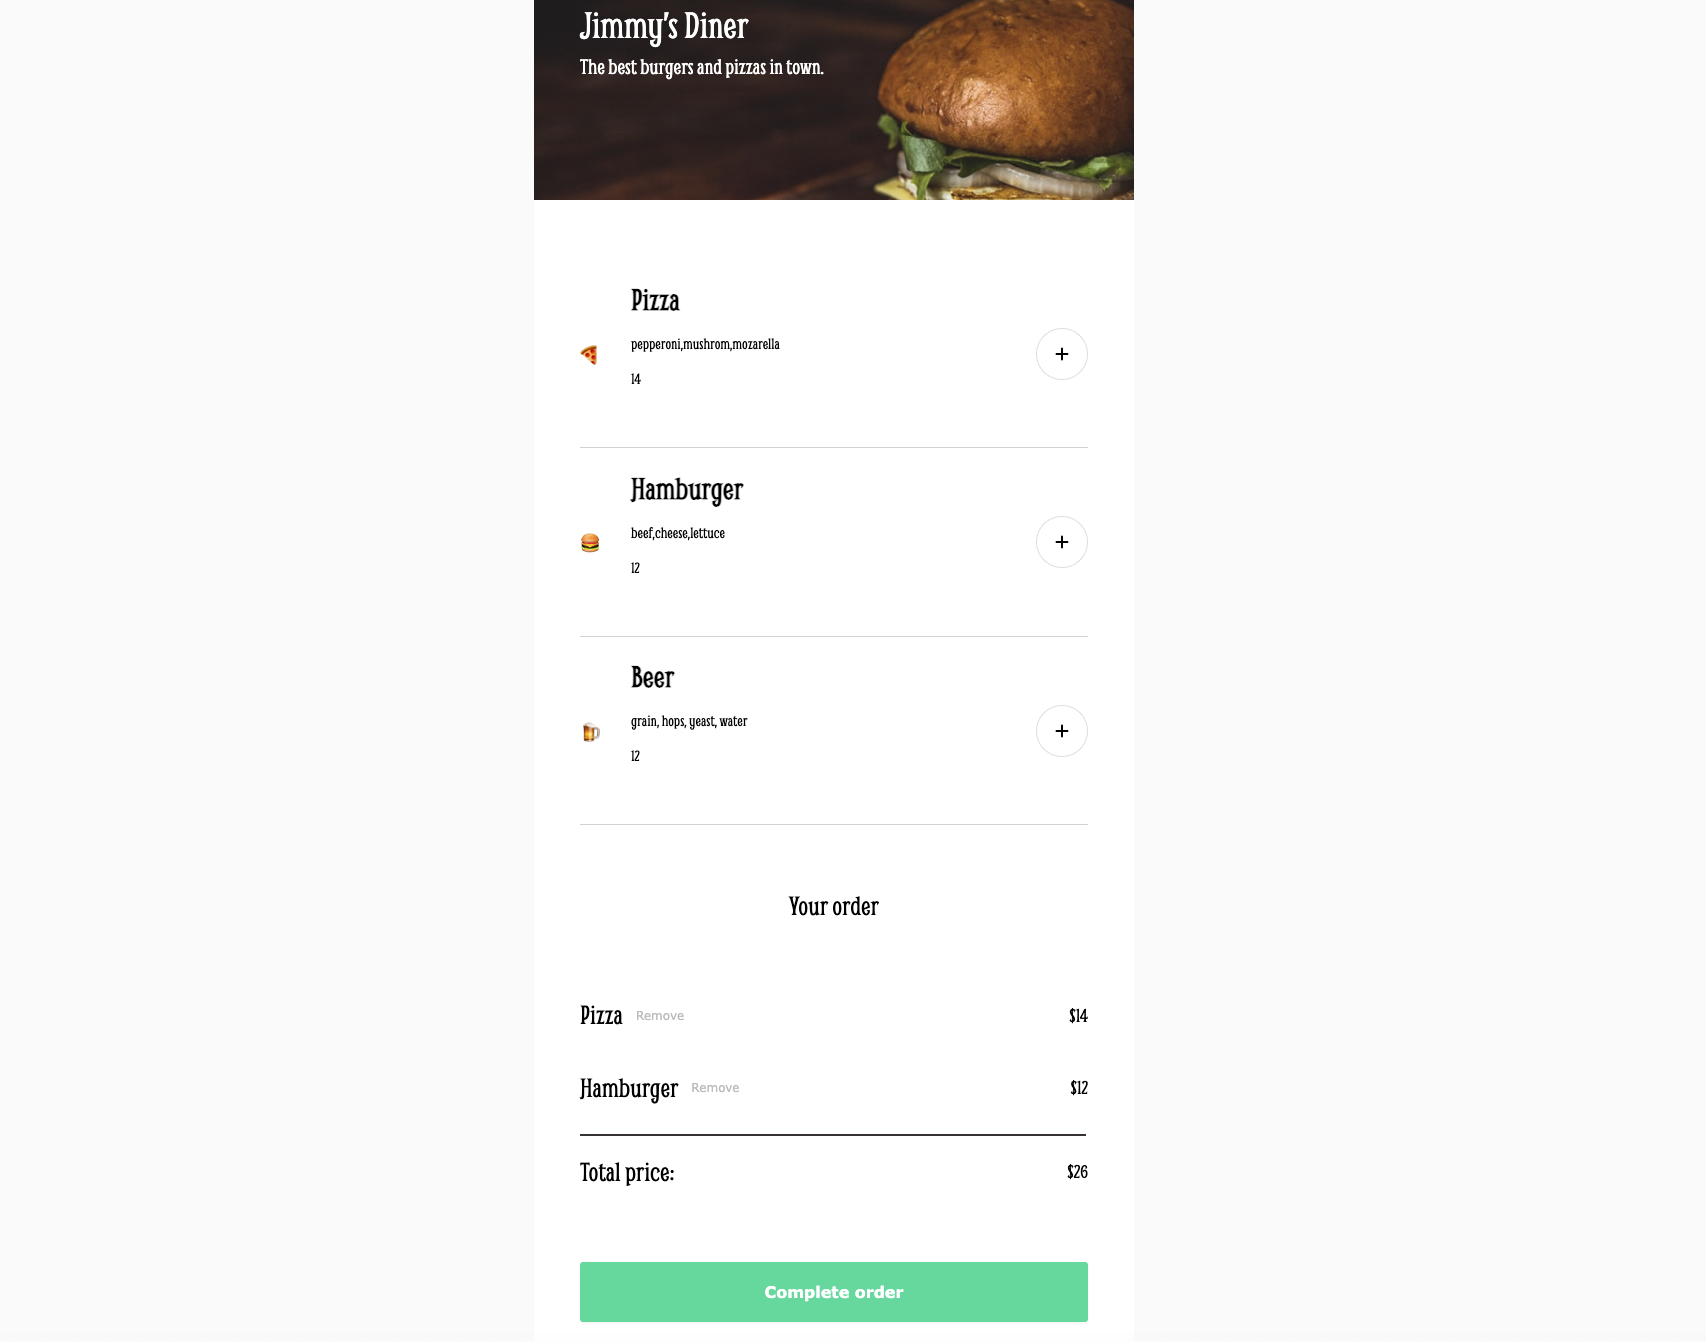 Jimmy's Diner
The best burgers and pizzas in town.
Pizza
pepperoni,mushrom,mozarella
14
+
Hamburger
beef,cheese,lettuce
12
+
Beer
grain, hops, yeast, water
12
+
Your order
Pizza Remove $14
Hamburger Remove $12
Total price: $26
Complete order